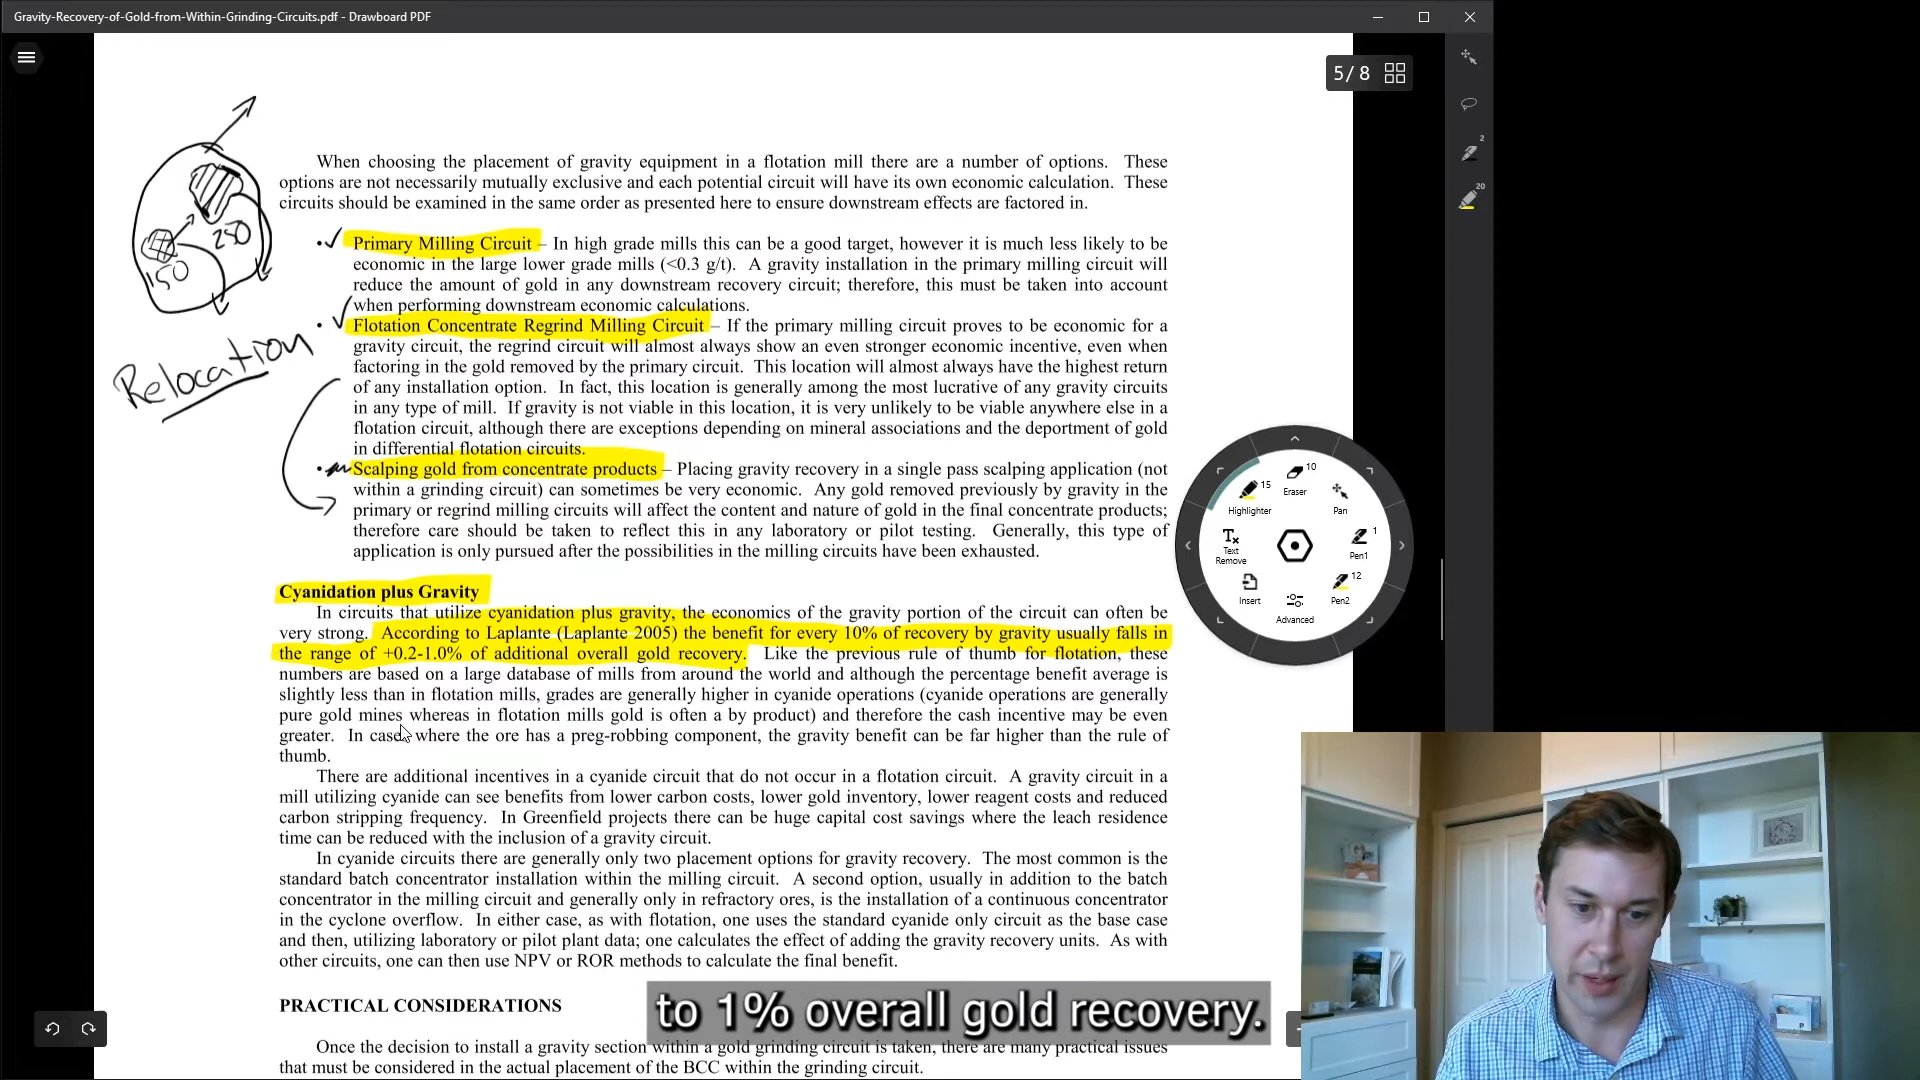 Gravity-Recovery-of-Gold-from-Within-Grinding-Circuits.pdf - Drawboard PDF
5 / 8
When choosing the placement of gravity equipment in a flotation mill there are a number of options. These
options are not necessarily mutually exclusive and each potential circuit will have its own economic calculation. These
circuits should be examined in the same order as presented here to ensure downstream effects are factored in.
250
150
Relocation
• Primary Milling Circuit – In high grade mills this can be a good target, however it is much less likely to be
economic in the large lower grade mills (<0.3 g/t). A gravity installation in the primary milling circuit will
reduce the amount of gold in any downstream recovery circuit; therefore, this must be taken into account
when performing downstream economic calculations.
• Flotation Concentrate Regrind Milling Circuit – If the primary milling circuit proves to be economic for a
gravity circuit, the regrind circuit will almost always show an even stronger economic incentive, even when
factoring in the gold removed by the primary circuit. This location will almost always have the highest return
of any installation option. In fact, this location is generally among the most lucrative of any gravity circuits
in any type of mill. If gravity is not viable in this location, it is very unlikely to be viable anywhere else in a
flotation circuit, although there are exceptions depending on mineral associations and the deportment of gold
in differential flotation circuits.
• Scalping gold from concentrate products – Placing gravity recovery in a single pass scalping application (not
within a grinding circuit) can sometimes be very economic. Any gold removed previously by gravity in the
primary or regrind milling circuits will affect the content and nature of gold in the final concentrate products;
therefore care should be taken to reflect this in any laboratory or pilot testing. Generally, this type of
application is only pursued after the possibilities in the milling circuits have been exhausted.
Cyanidation plus Gravity
In circuits that utilize cyanidation plus gravity, the economics of the gravity portion of the circuit can often be
very strong. According to Laplante (Laplante 2005) the benefit for every 10% of recovery by gravity usually falls in
the range of +0.2-1.0% of additional overall gold recovery. Like the previous rule of thumb for flotation, these
numbers are based on a large database of mills from around the world and although the percentage benefit average is
slightly less than in flotation mills, grades are generally higher in cyanide operations (cyanide operations are generally
pure gold mines whereas in flotation mills gold is often a by product) and therefore the cash incentive may be even
greater. In cases where the ore has a preg-robbing component, the gravity benefit can be far higher than the rule of
thumb.
There are additional incentives in a cyanide circuit that do not occur in a flotation circuit. A gravity circuit in a
mill utilizing cyanide can see benefits from lower carbon costs, lower gold inventory, lower reagent costs and reduced
carbon stripping frequency. In Greenfield projects there can be huge capital cost savings where the leach residence
time can be reduced with the inclusion of a gravity circuit.
In cyanide circuits there are generally only two placement options for gravity recovery. The most common is the
standard batch concentrator installation within the milling circuit. A second option, usually in addition to the batch
concentrator in the milling circuit and generally only in refractory ores, is the installation of a continuous concentrator
in the cyclone overflow. In either case, as with flotation, one uses the standard cyanide only circuit as the base case
and then, utilizing laboratory or pilot plant data; one calculates the effect of adding the gravity recovery units. As with
other circuits, one can then use NPV or ROR methods to calculate the final benefit.
PRACTICAL CONSIDERATIONS
Once the decision to install a gravity section within a gold grinding circuit is taken, there are many practical issues
that must be considered in the actual placement of the BCC within the grinding circuit.
2
20
10
Eraser
15
Highlighter
Pan
Text
Remove
1
Pen1
Insert
12
Pen2
Advanced
to 1% overall gold recovery.